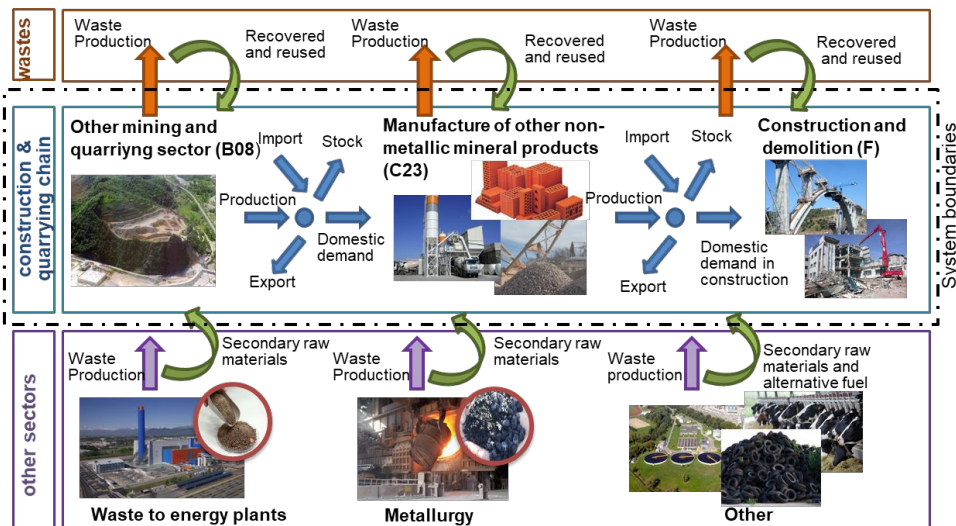 wastes
Waste
Production
Recovered
and reused
Waste
Production
Recovered
and reused
Waste
Production
Recovered
and reused
construction &
quarrying chain
Other mining and
quarriyng sector (B08)
Import
Stock
Production
Domestic
demand
Export
Manufacture of other non-
metallic mineral products
(C23)
Import
Stock
Production
Domestic
demand in
construction
Export
Construction and
demolition (F)
System boundaries
other sectors
Waste
Production
Secondary raw
materials
Waste to energy plants
Waste
Production
Secondary raw
materials
Metallurgy
Waste
production
Secondary raw
materials and
alternative fuel
Other